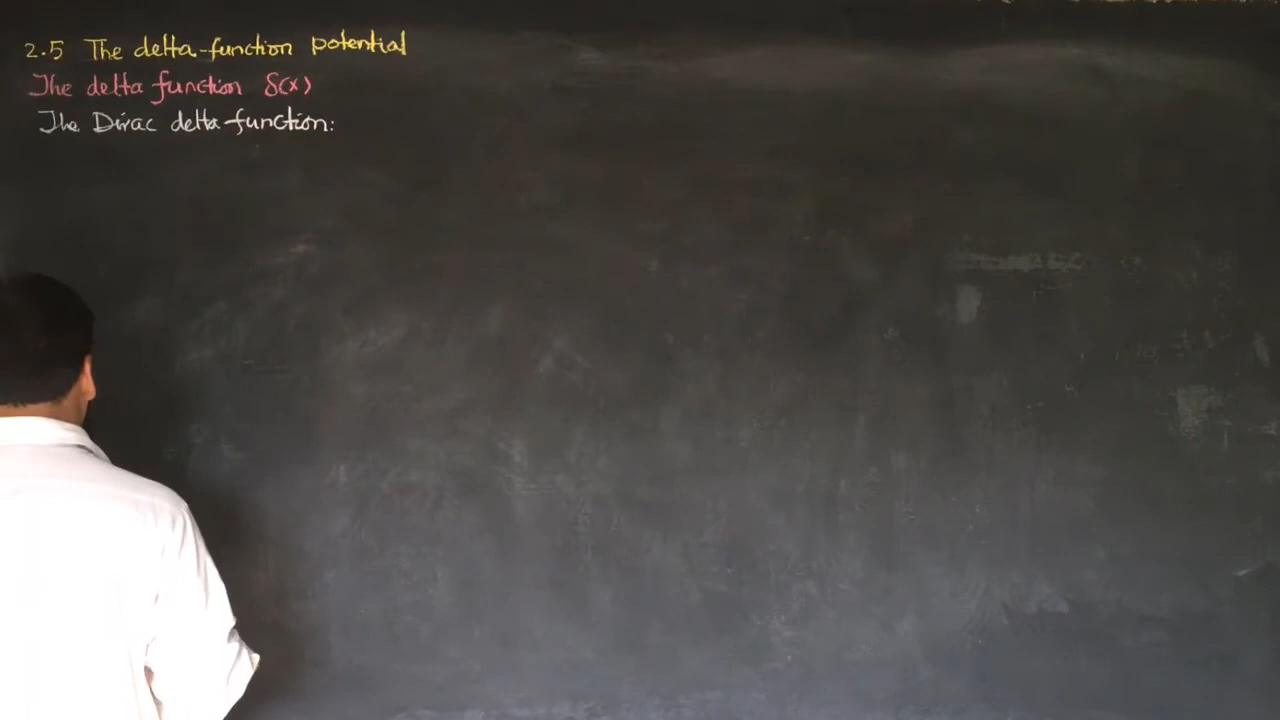 2.5 The delta-function potential
The delta function δ(x)
The Dirac delta-function: